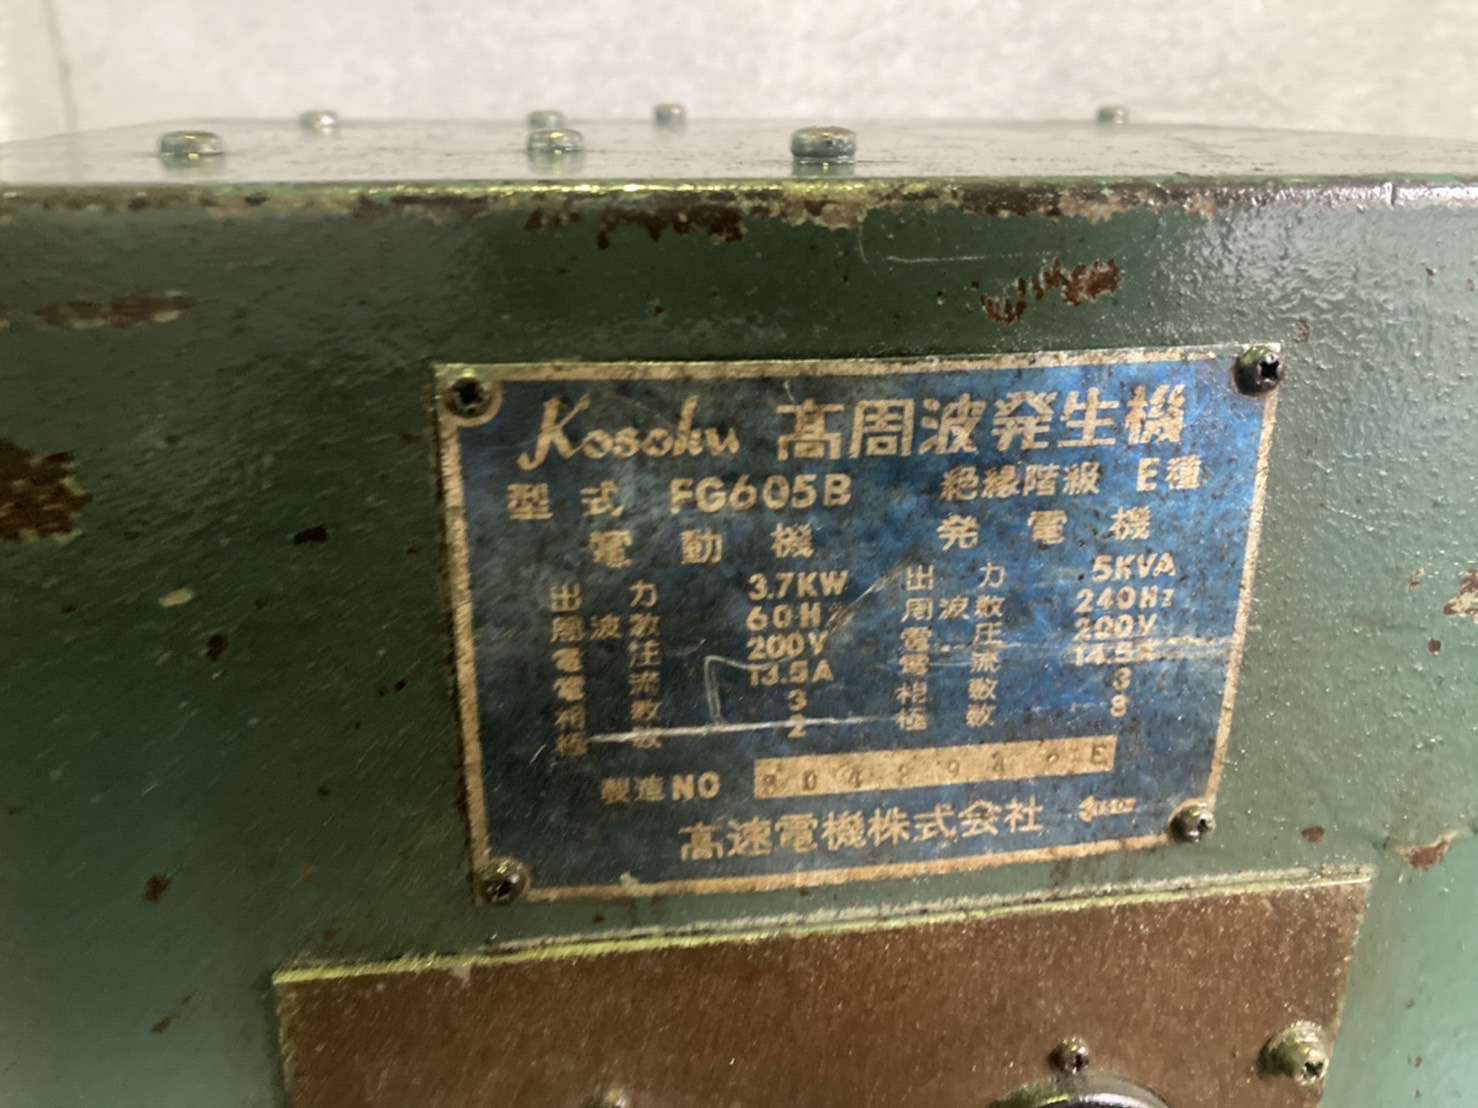 Kosoku 高周波発生機
型式 FG605B 絶縁階級 E種
電動機 発電機
出力 3.7KW 出力 5KVA
周波数 60Hz 周波数 240Hz
電圧 200V 電圧 200V
電流 13.5A 電流 14.5A
相数 3 相数 3
極数 2 極数 8
製造NO
高速電機株式会社